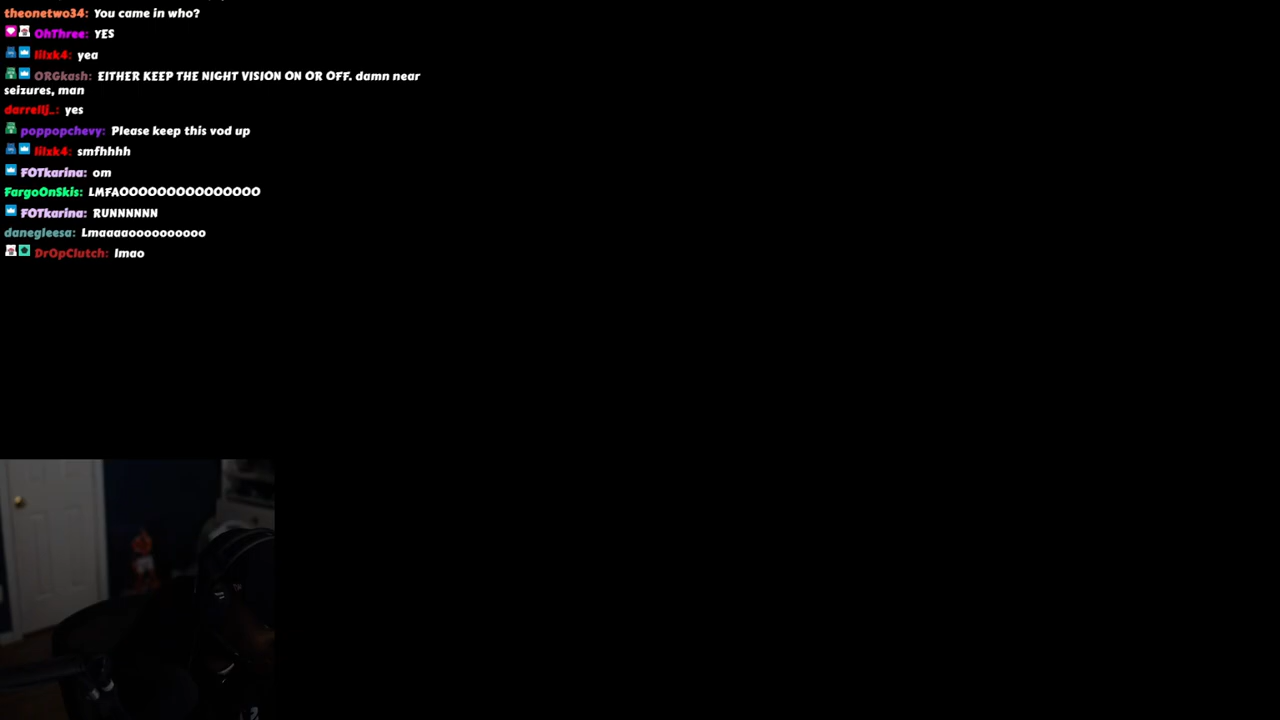 theonetwo34: You came in who?
OhThree: YES
lilxk4: yea
ORGkash: EITHER KEEP THE NIGHT VISION ON OR OFF. damn near
seizures, man
darrellj_: yes
poppopchevy: Please keep this vod up
lilxk4: smfhhhh
FOTkarina: om
FargoOnSkis: LMFAOOOOOOOOOOOOOOO
FOTkarina: RUNNNNNN
danegleesa: Lmaaaaoooooooooo
DrOpClutch: lmao